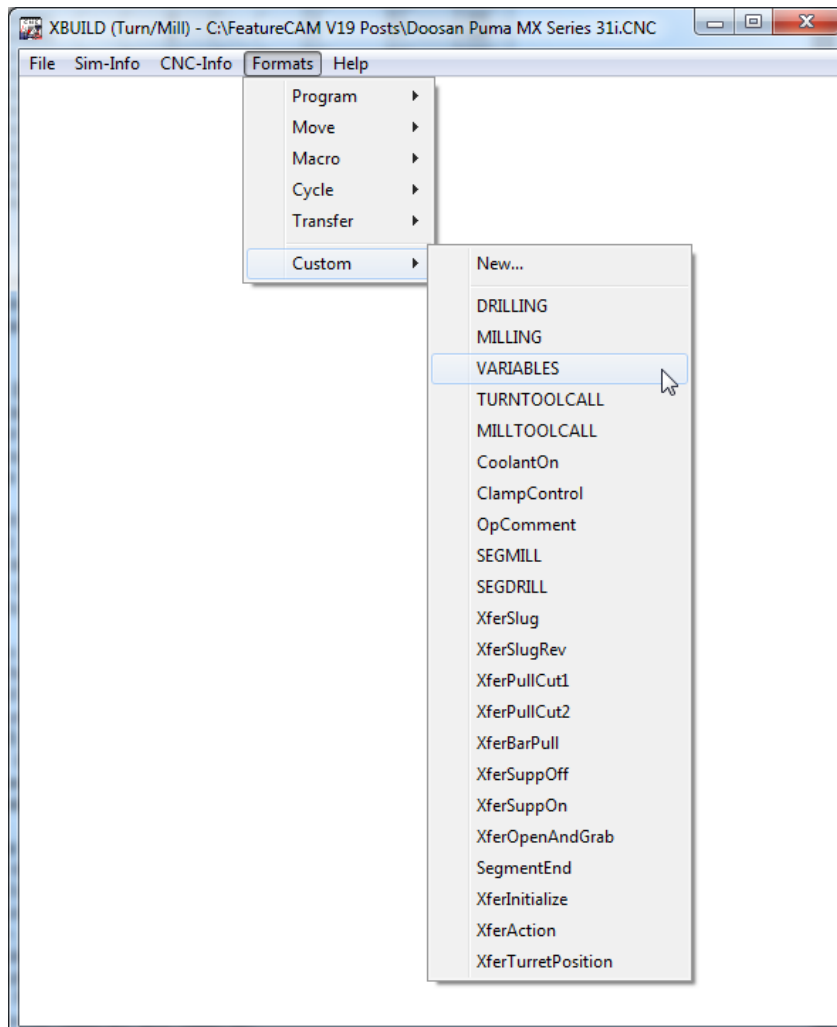 XBUILD (Turn/Mill) - C:\FeatureCAM V19 Posts\Doosan Puma MX Series 31i.CNC
File Sim-Info CNC-Info Formats Help
Program
Move
Macro
Cycle
Transfer
Custom
New...
DRILLING
MILLING
VARIABLES
TURNTOOLCALL
MILLTOOLCALL
CoolantOn
ClampControl
OpComment
SEGMILL
SEGDRILL
XferSlug
XferSlugRev
XferPullCut1
XferPullCut2
XferBarPull
XferSuppOff
XferSuppOn
XferOpenAndGrab
SegmentEnd
XferInitialize
XferAction
XferTurretPosition